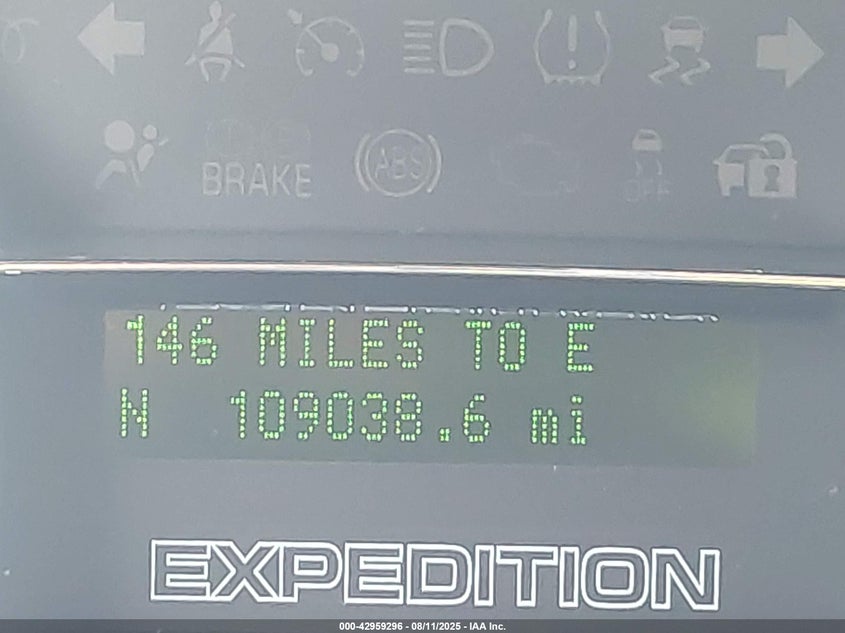 BRAKE
ABS
OFF
146 MILES TO E
N 109038.6 mi
EXPEDITION
000-42959296 - 08/11/2025 - IAA Inc.